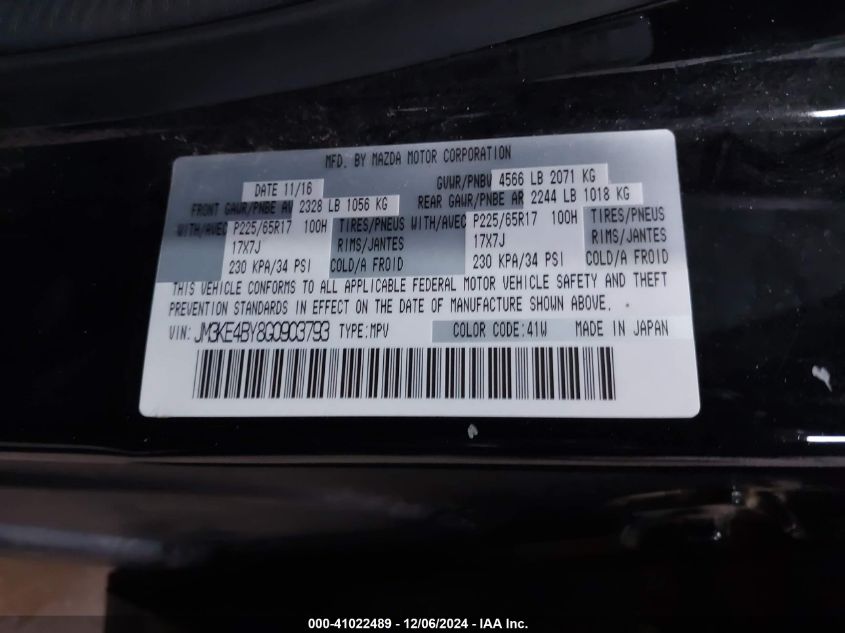 MFD. BY MAZDA MOTOR CORPORATION
DATE 11/16 GVWR/PNBV 4566 LB 2071 KG
FRONT GAWR/PNBE AV 2328 LB 1056 KG REAR GAWR/PNBE AR 2244 LB 1018 KG
WITH/AVEC P225/65R17 100H TIRES/PNEUS WITH/AVEC P225/65R17 100H TIRES/PNEUS
17X7J RIMS/JANTES 17X7J RIMS/JANTES
230 KPA/34 PSI COLD/A FROID 230 KPA/34 PSI COLD/A FROID
THIS VEHICLE CONFORMS TO ALL APPLICABLE FEDERAL MOTOR VEHICLE SAFETY AND THEFT
PREVENTION STANDARDS IN EFFECT ON THE DATE OF MANUFACTURE SHOWN ABOVE.
VIN: JM3KE4BY8G0903793 TYPE:MPV COLOR CODE:41W MADE IN JAPAN
000-41022489 - 12/06/2024 - IAA Inc.